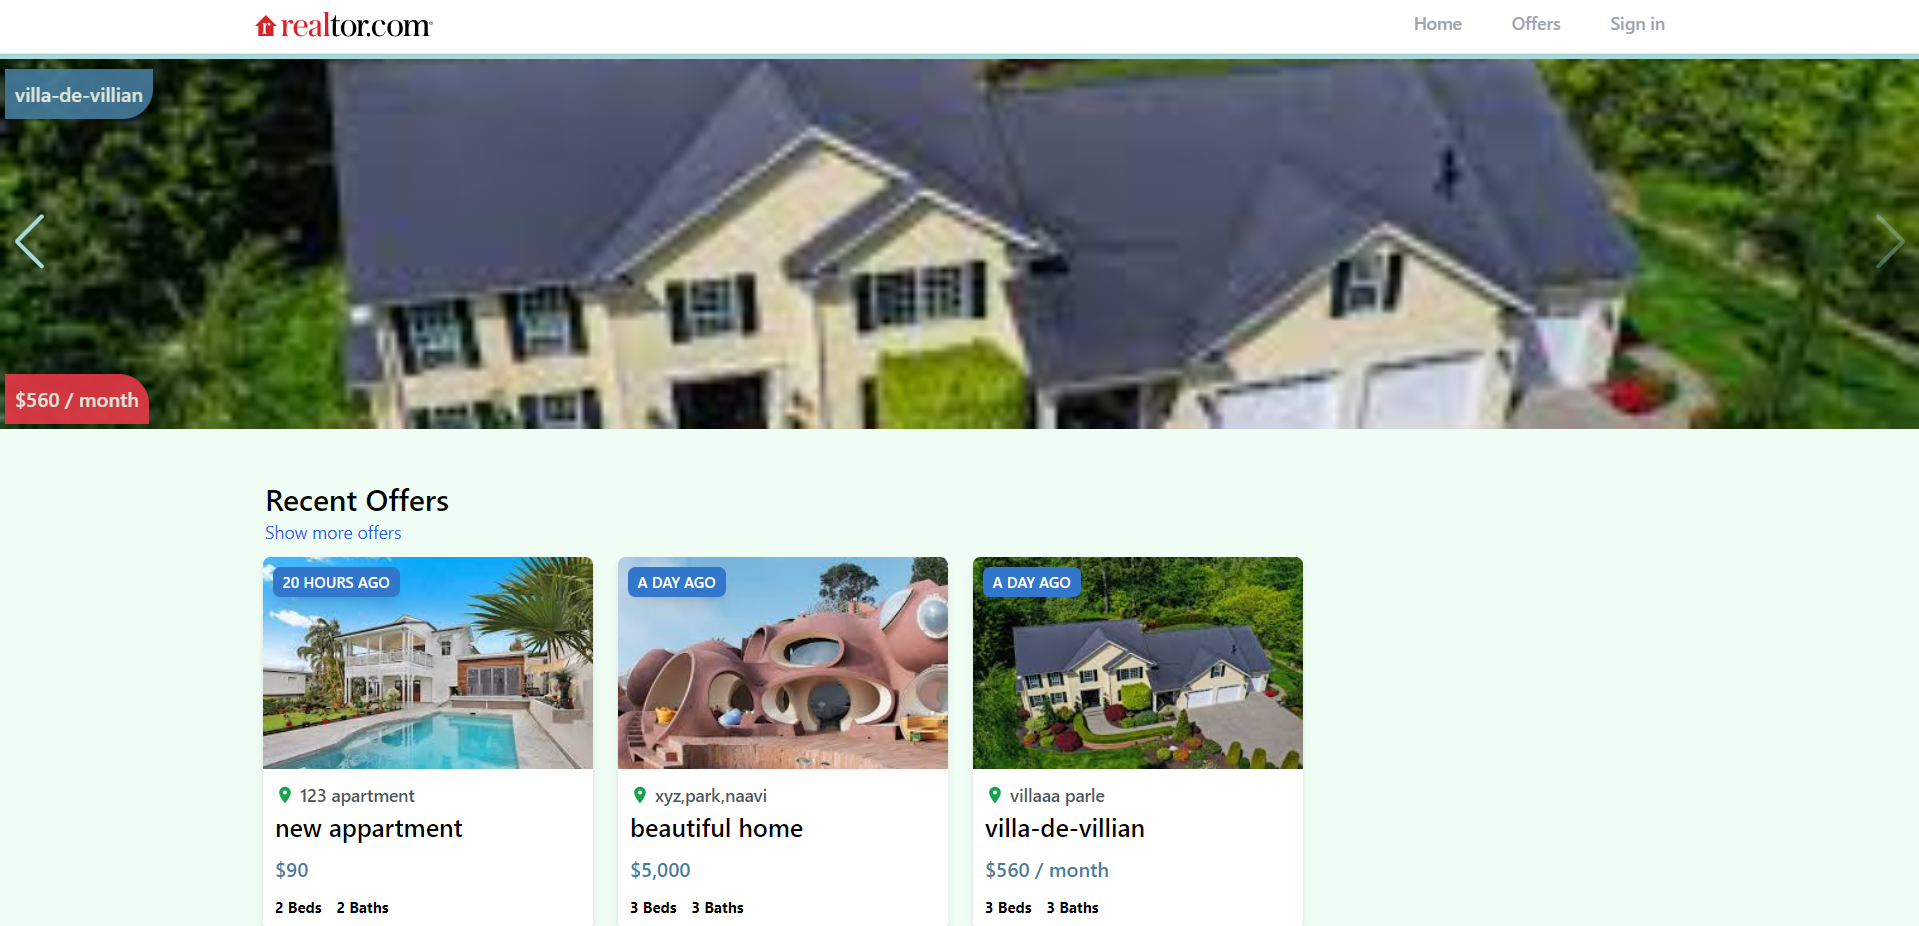 realtor.com®
Home Offers Sign in
villa-de-villian
$560 / month
Recent Offers
Show more offers
20 HOURS AGO
123 apartment
new appartment
$90
2 Beds 2 Baths
A DAY AGO
xyz,park,naavi
beautiful home
$5,000
3 Beds 3 Baths
A DAY AGO
villaaa parle
villa-de-villian
$560 / month
3 Beds 3 Baths